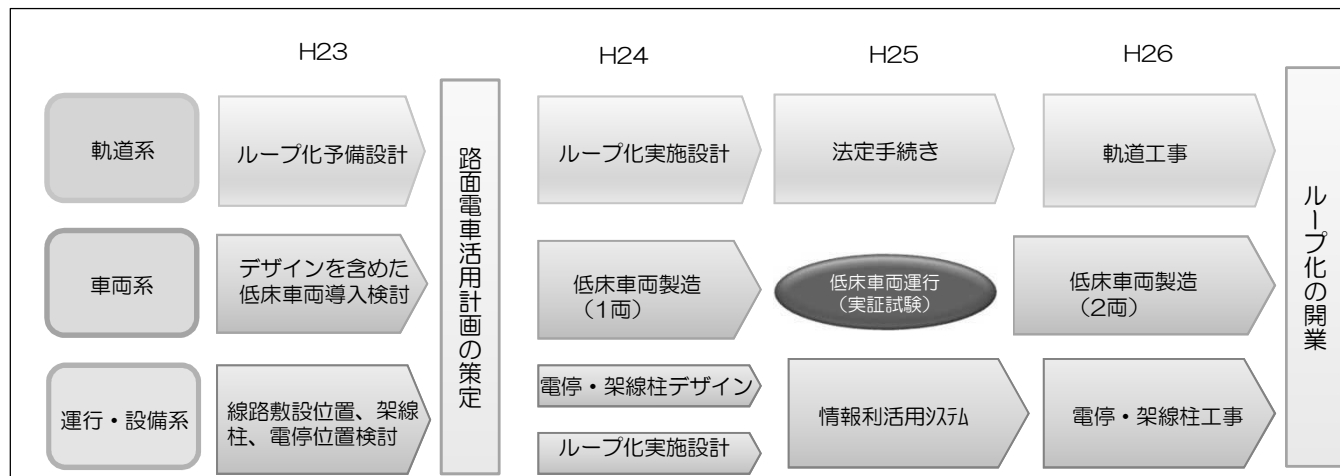 H23
H24
H25
H26
軌道系
ループ化予備設計
路面電車活用計画の策定
ループ化実施設計
法定手続き
軌道工事
ループ化の開業
車両系
デザインを含めた
低床車両導入検討
低床車両製造
（1両）
低床車両運行
（実証試験）
低床車両製造
（2両）
運行・設備系
線路敷設位置、架線
柱、電停位置検討
電停・架線柱デザイン
ループ化実施設計
情報利活用ｼｽﾃﾑ
電停・架線柱工事